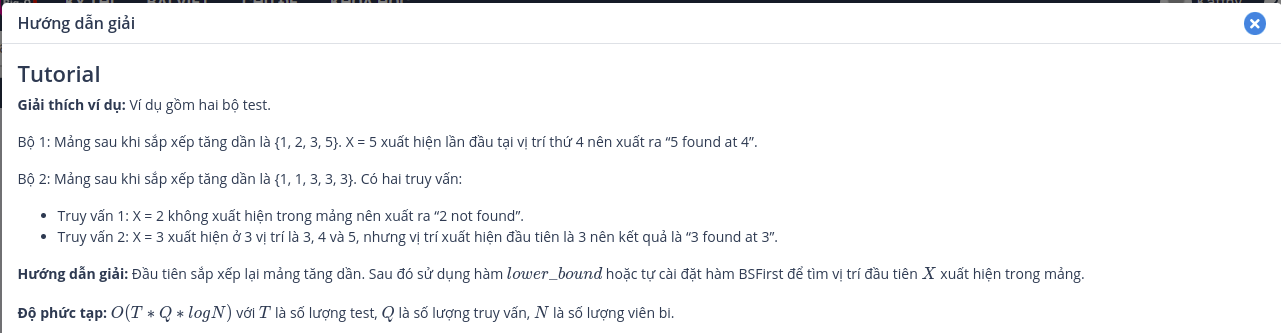 Hướng dẫn giải
Tutorial
Giải thích ví dụ: Ví dụ gồm hai bộ test.
Bộ 1: Mảng sau khi sắp xếp tăng dần là {1, 2, 3, 5}. X = 5 xuất hiện lần đầu tại vị trí thứ 4 nên xuất ra “5 found at 4”.
Bộ 2: Mảng sau khi sắp xếp tăng dần là {1, 1, 3, 3, 3}. Có hai truy vấn:
• Truy vấn 1: X = 2 không xuất hiện trong mảng nên xuất ra “2 not found”.
• Truy vấn 2: X = 3 xuất hiện ở 3 vị trí là 3, 4 và 5, nhưng vị trí xuất hiện đầu tiên là 3 nên kết quả là “3 found at 3”.
Hướng dẫn giải: Đầu tiên sắp xếp lại mảng tăng dần. Sau đó sử dụng hàm lower_bound hoặc tự cài đặt hàm BSFirst để tìm vị trí đầu tiên X xuất hiện trong mảng.
Độ phức tạp: O(T * Q * logN) với T là số lượng test, Q là số lượng truy vấn, N là số lượng viên bi.